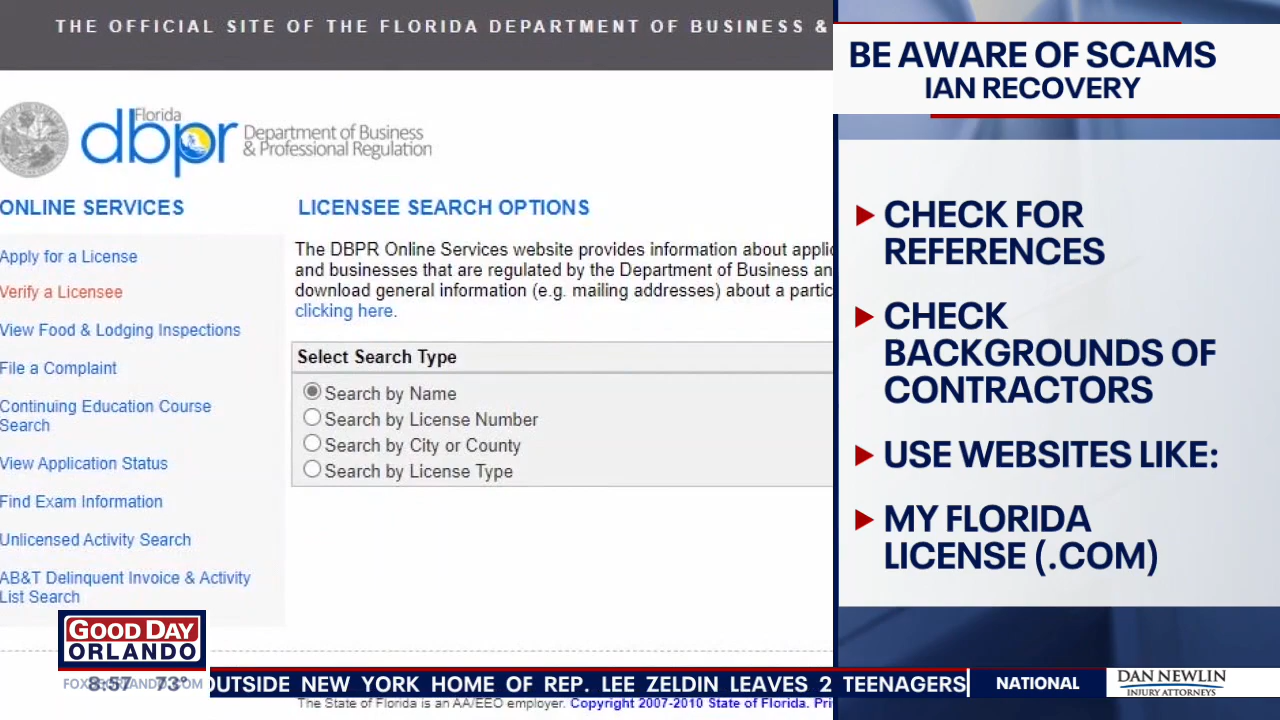 THE OFFICIAL SITE OF THE FLORIDA DEPARTMENT OF BUSINESS &
Florida
dbpr
Department of Business
& Professional Regulation
ONLINE SERVICES
Apply for a License
Verify a Licensee
View Food & Lodging Inspections
File a Complaint
Continuing Education Course
Search
View Application Status
Find Exam Information
Unlicensed Activity Search
AB&T Delinquent Invoice & Activity
List Search
LICENSEE SEARCH OPTIONS
The DBPR Online Services website provides information about applic
and businesses that are regulated by the Department of Business an
download general information (e.g. mailing addresses) about a partic
clicking here.
Select Search Type
Search by Name
Search by License Number
Search by City or County
Search by License Type
BE AWARE OF SCAMS
IAN RECOVERY
CHECK FOR
REFERENCES
CHECK
BACKGROUNDS OF
CONTRACTORS
USE WEBSITES LIKE:
MY FLORIDA
LICENSE (.COM)
GOOD DAY
ORLANDO
8:57 73°
OUTSIDE NEW YORK HOME OF REP. LEE ZELDIN LEAVES 2 TEENAGERS
NATIONAL
DAN NEWLIN
INJURY ATTORNEYS
The State of Florida is an AA/EEO employer. Copyright 2007-2010 State of Florida. Pri